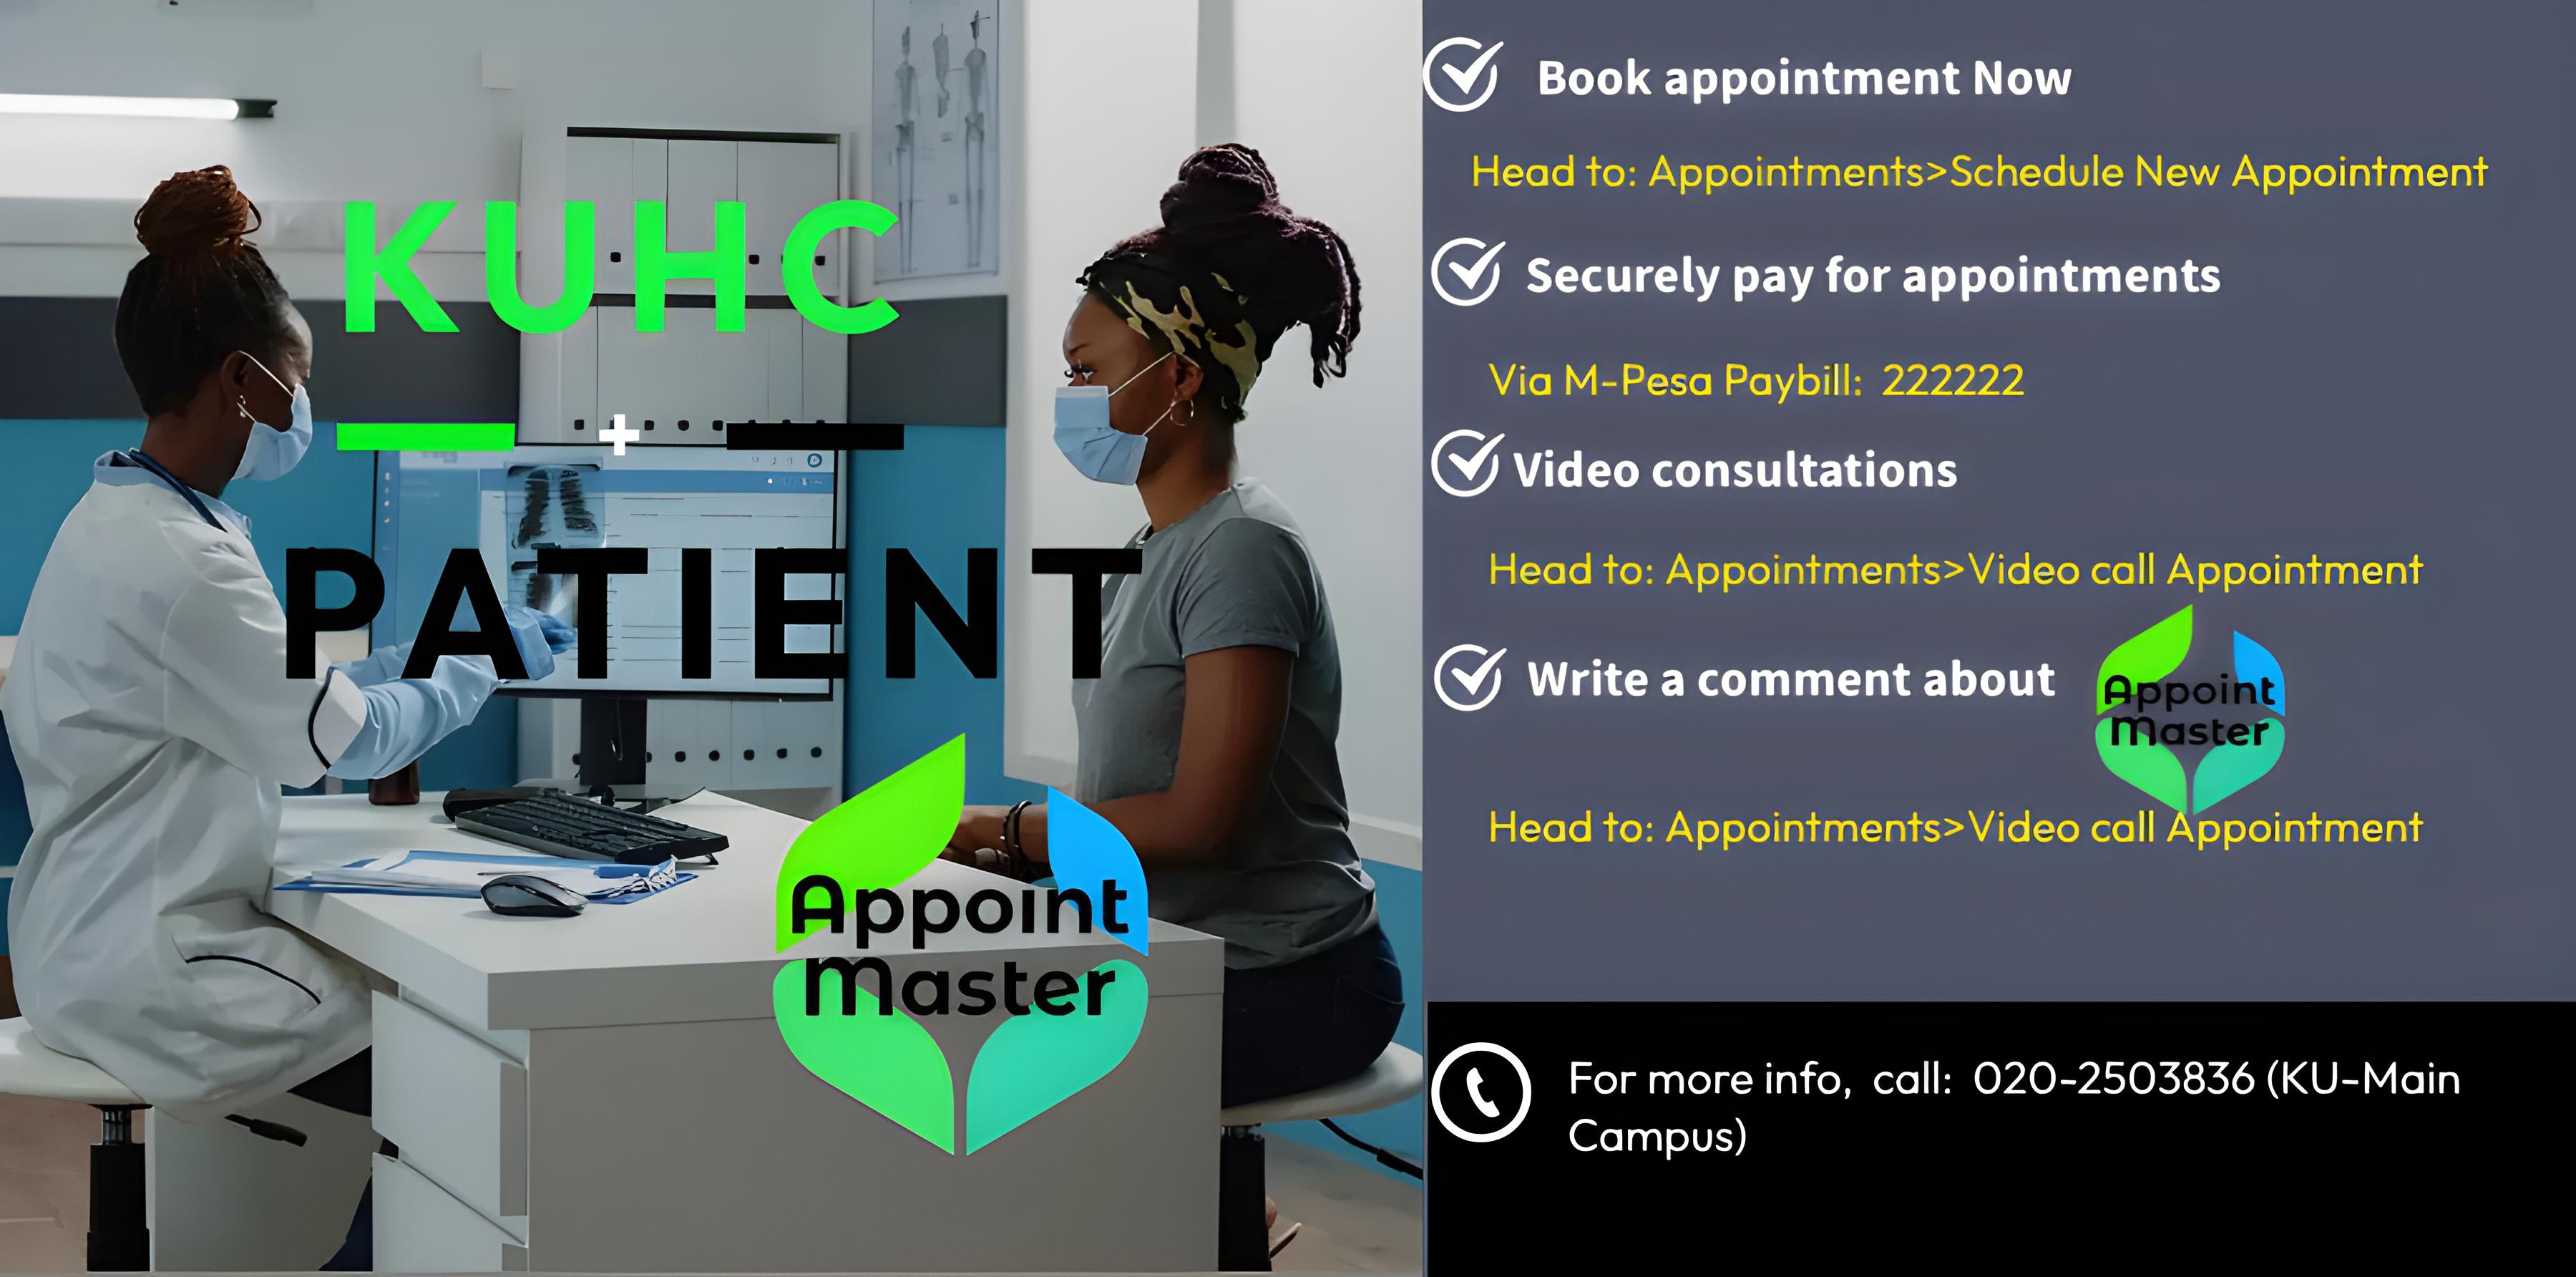 KUHC
+
PATIENT
Appoint
Master
Book appointment Now
Head to: Appointments>Schedule New Appointment
Securely pay for appointments
Via M-Pesa Paybill: 222222
Video consultations
Head to: Appointments>Video call Appointment
Write a comment about
Appoint
Master
Head to: Appointments>Video call Appointment
For more info, call: 020-2503836 (KU-Main
Campus)